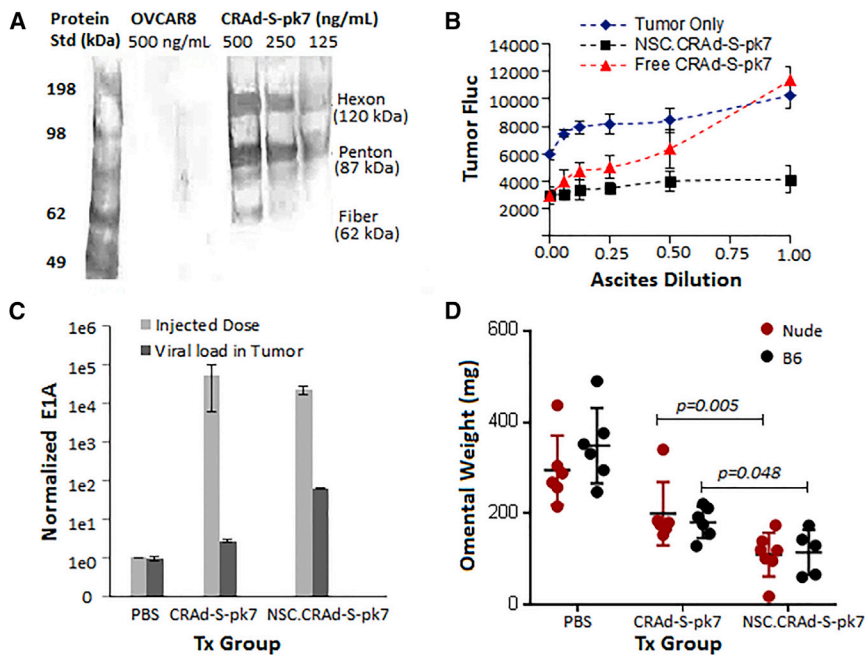 A
Protein OVCAR8 CRAd-S-pk7 (ng/mL)
Std (kDa) 500 ng/mL 500 250 125
198
98
62
49
Hexon
(120 kDa)
Penton
(87 kDa)
Fiber
(62 kDa)
B
Tumor Only
NSC.CRAd-S-pk7
Free CRAd-S-pk7
Tumor Fluc
14000
12000
10000
8000
6000
4000
2000
0.00 0.25 0.50 0.75 1.00
Ascites Dilution
C
Injected Dose
Viral load in Tumor
Normalized E1A
1e6
1e5
1e4
1e3
1e2
1e1
1e0
0
PBS CRAd-S-pk7 NSC.CRAd-S-pk7
Tx Group
D
Nude
B6
Omental Weight (mg)
600
400
200
0
p=0.005
p=0.048
PBS CRAd-S-pk7 NSC.CRAd-S-pk7
Tx Group